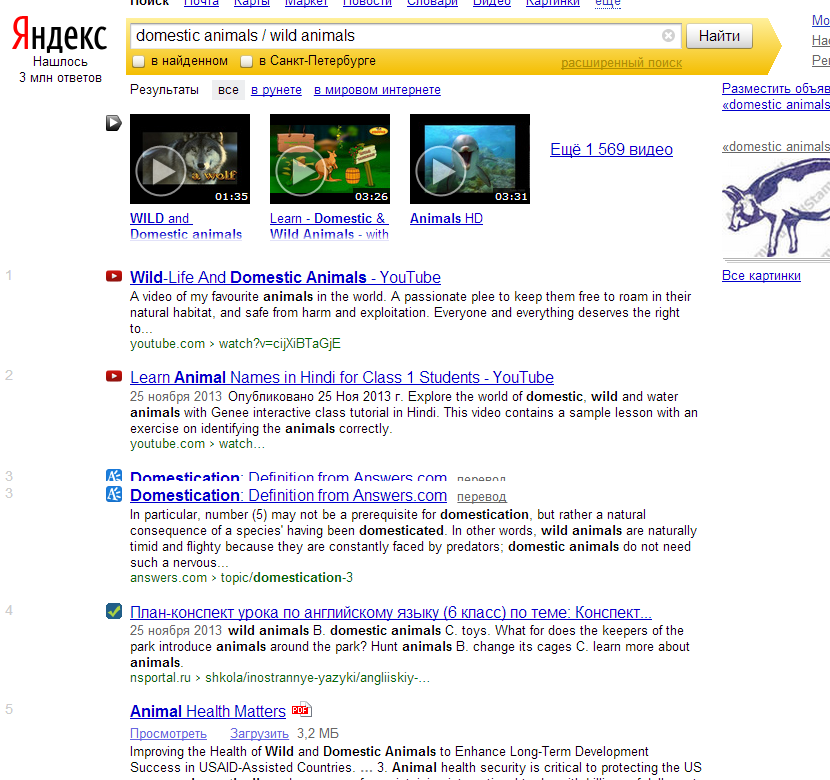 Поиск Почта Карты Маркет Новости Словари Видео Картинки ещё
Яндекс
domestic animals / wild animals
Найти
Нашлось
3 млн ответов
в найденном в Санкт-Петербурге
расширенный поиск
Мо
На
Ре
Результаты все в рунете в мировом интернете
Разместить объяв
«domestic animals
a wolf
01:35
03:26
03:31
WILD and
Domestic animals
Learn - Domestic &
Wild Animals - with
Animals HD
Ещё 1 569 видео
«domestic animals
Все картинки
1
Wild-Life And Domestic Animals - YouTube
A video of my favourite animals in the world. A passionate plee to keep them free to roam in their
natural habitat, and safe from harm and exploitation. Everyone and everything deserves the right
to...
youtube.com › watch?v=cijXiBTaGjE
2
Learn Animal Names in Hindi for Class 1 Students - YouTube
25 ноября 2013 Опубликовано 25 Ноя 2013 г. Explore the world of domestic, wild and water
animals with Genee interactive class tutorial in Hindi. This video contains a sample lesson with an
exercise on identifying the animals correctly.
youtube.com › watch...
3
Domestication: Definition from Answers.com перевод
3
Domestication: Definition from Answers.com перевод
In particular, number (5) may not be a prerequisite for domestication, but rather a natural
consequence of a species' having been domesticated. In other words, wild animals are naturally
timid and flighty because they are constantly faced by predators; domestic animals do not need
such a nervous...
answers.com › topic/domestication-3
4
План-конспект урока по английскому языку (6 класс) по теме: Конспект...
25 ноября 2013 wild animals B. domestic animals C. toys. What for does the keepers of the
park introduce animals around the park? Hunt animals B. change its cages C. learn more about
animals.
nsportal.ru › shkola/inostrannye-yazyki/angliiskiy-...
5
Animal Health Matters PDF
Просмотреть Загрузить 3,2 МБ
Improving the Health of Wild and Domestic Animals to Enhance Long-Term Development
Success in USAID-Assisted Countries. ... 3. Animal health security is critical to protecting the US